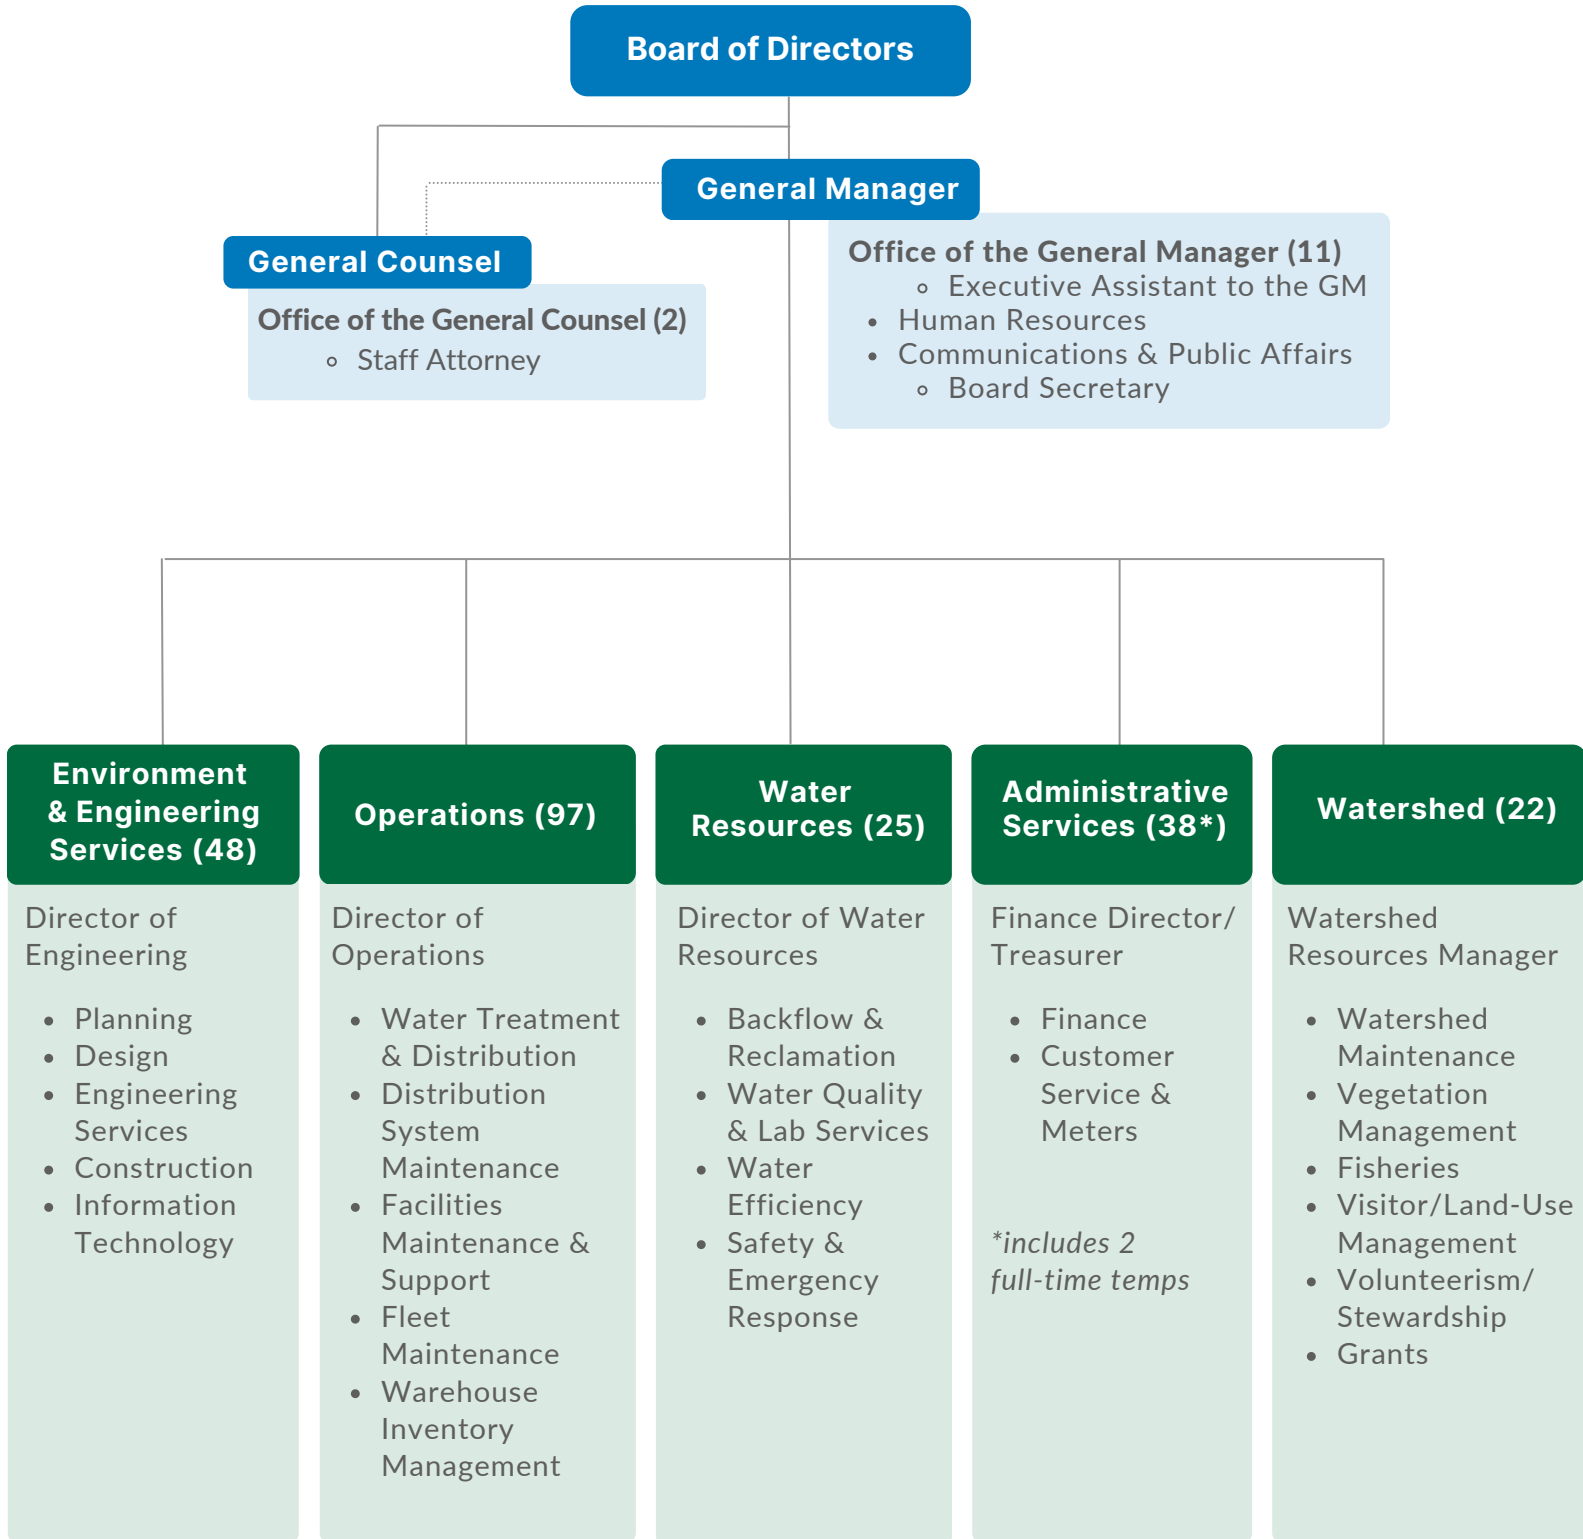 Board of Directors
General Manager
General Counsel
Office of the General Counsel (2)
◦ Staff Attorney
Office of the General Manager (11)
◦ Executive Assistant to the GM
• Human Resources
• Communications & Public Affairs
◦ Board Secretary
Environment
& Engineering
Services (48)
Director of
Engineering
• Planning
• Design
• Engineering
Services
• Construction
• Information
Technology
Operations (97)
Director of
Operations
• Water Treatment
& Distribution
• Distribution
System
Maintenance
• Facilities
Maintenance &
Support
• Fleet
Maintenance
• Warehouse
Inventory
Management
Water
Resources (25)
Director of Water
Resources
• Backflow &
Reclamation
• Water Quality
& Lab Services
• Water
Efficiency
• Safety &
Emergency
Response
Administrative
Services (38*)
Finance Director/
Treasurer
• Finance
• Customer
Service &
Meters
*includes 2
full-time temps
Watershed (22)
Watershed
Resources Manager
• Watershed
Maintenance
• Vegetation
Management
• Fisheries
• Visitor/Land-Use
Management
• Volunteerism/
Stewardship
• Grants